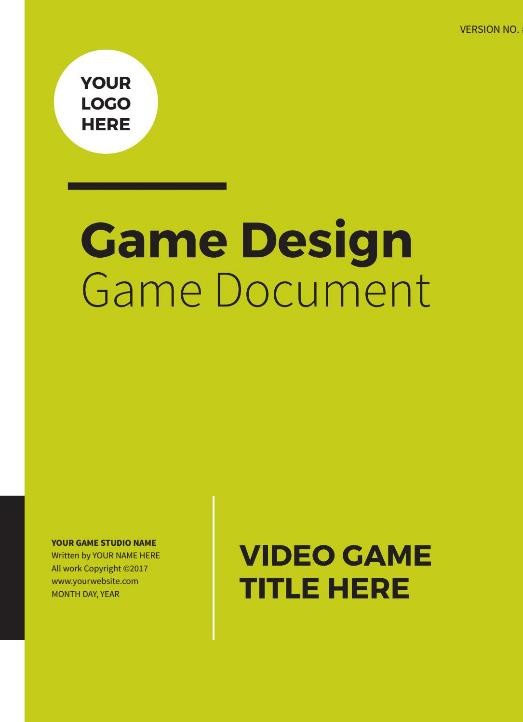 VERSION NO.
YOUR
LOGO
HERE
Game Design
Game Document
YOUR GAME STUDIO NAME
Written by YOUR NAME HERE
All work Copyright ©2017
www.yourwebsite.com
MONTH DAY, YEAR
VIDEO GAME
TITLE HERE